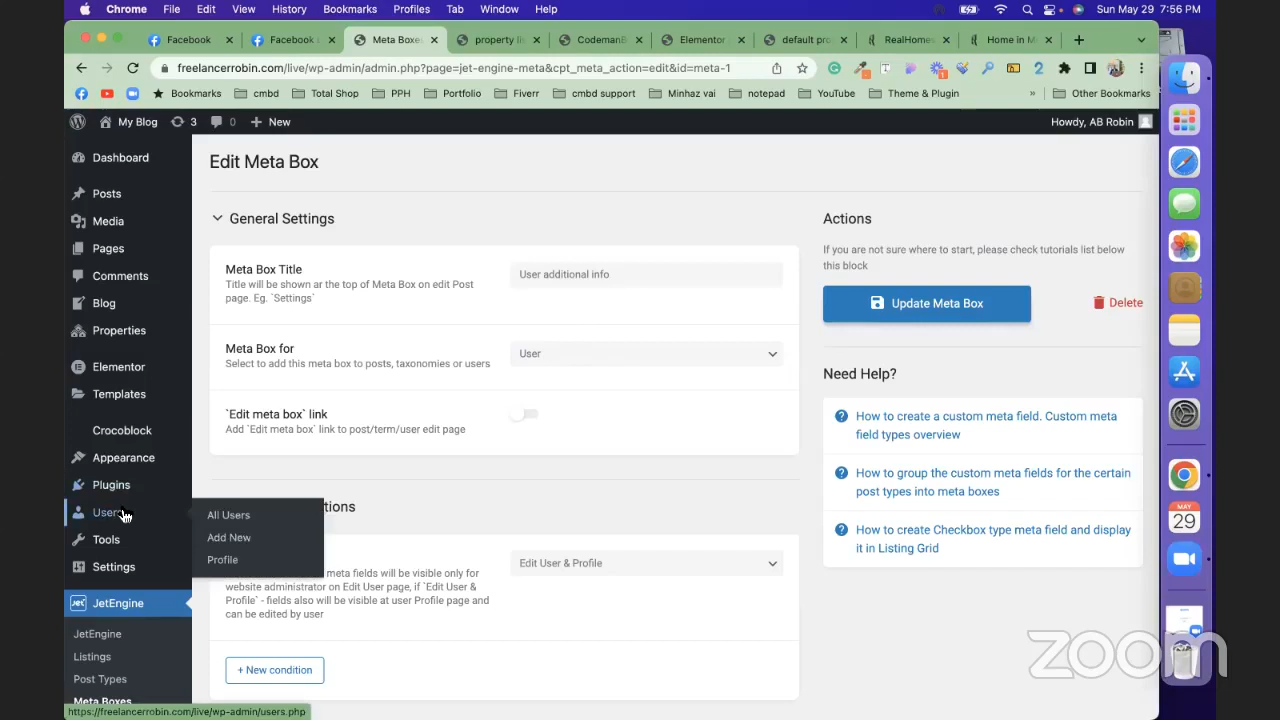 Chrome File Edit View History Bookmarks Profiles Tab Window Help Sun May 29 7:56 PM
Facebook Facebook Meta Boxes property li Codeman Elementor default pro RealHomes Home in M
freelancerrobin.com/live/wp-admin/admin.php?page=jet-engine-meta&cpt_meta_action=edit&id=meta-1
Bookmarks cmbd Total Shop PPH Portfolio Fiverr cmbd support Minhaz vai notepad YouTube Theme & Plugin » Other Bookmarks
My Blog 3 0 + New Howdy, AB Robin
Dashboard
Posts
Media
Pages
Comments
Blog
Properties
Elementor
Templates
Crocoblock
Appearance
Plugins
Users
Tools
Settings
JetEngine
JetEngine
Listings
Post Types
Meta Boxes
All Users
Add New
Profile
Edit Meta Box
General Settings
Meta Box Title
Title will be shown ar the top of Meta Box on edit Post
page. Eg. `Settings`
User additional info
Meta Box for
Select to add this meta box to posts, taxonomies or users
User
`Edit meta box` link
Add `Edit meta box` link to post/term/user edit page
tions
meta fields will be visible only for
website administrator on Edit User page, if `Edit User &
Profile` - fields also will be visible at user Profile page and
can be edited by user
Edit User & Profile
+ New condition
Actions
If you are not sure where to start, please check tutorials list below
this block
Update Meta Box
Delete
Need Help?
How to create a custom meta field. Custom meta
field types overview
How to group the custom meta fields for the certain
post types into meta boxes
How to create Checkbox type meta field and display
it in Listing Grid
MAY
29
zoom
https://freelancerrobin.com/live/wp-admin/users.php